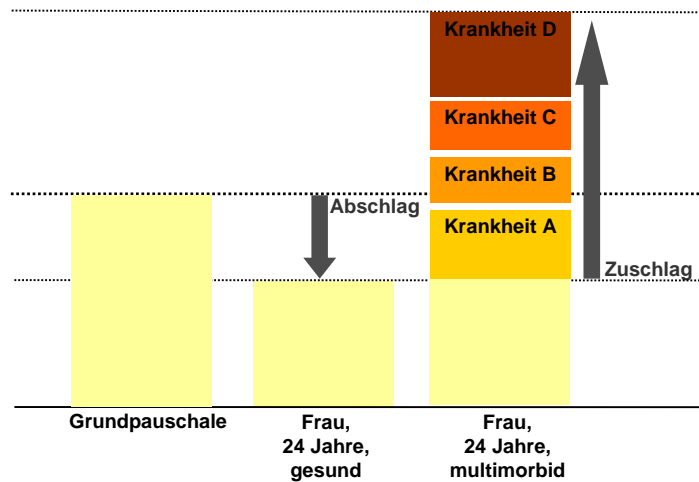 Krankheit D
Krankheit C
Krankheit B
Abschlag
Krankheit A
Zuschlag
Grundpauschale
Frau,
24 Jahre,
gesund
Frau,
24 Jahre,
multimorbid